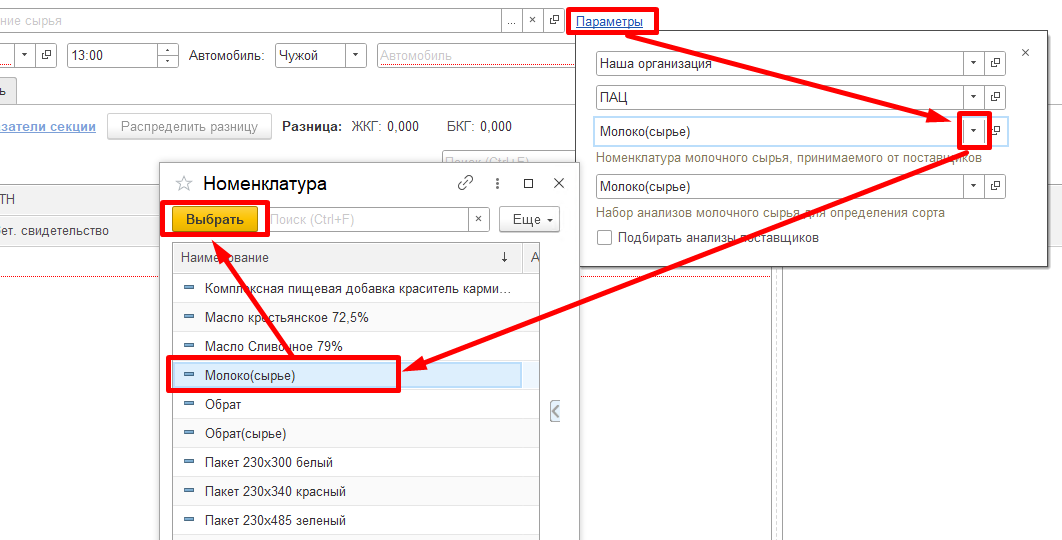 ние сырья ... × Параметры
13:00 Автомобиль: Чужой Автомобиль
ь
затели секции Распределить разницу Разница: ЖКГ: 0,000 БКГ: 0,000
Поиск (Ctrl+F)
ТН
бет. свидетельство
Наша организация
ПАЦ
Молоко(сырье)
Номенклатура молочного сырья, принимаемого от поставщиков
Молоко(сырье)
Набор анализов молочного сырья для определения сорта
Подбирать анализы поставщиков
Номенклатура
Выбрать Поиск (Ctrl+F) × Еще
Наименование ↓ А
Комплексная пищевая добавка краситель карми...
Масло крестьянское 72,5%
Масло Сливочное 79%
Молоко(сырье)
Обрат
Обрат(сырье)
Пакет 230х300 белый
Пакет 230х340 красный
Пакет 230х485 зеленый